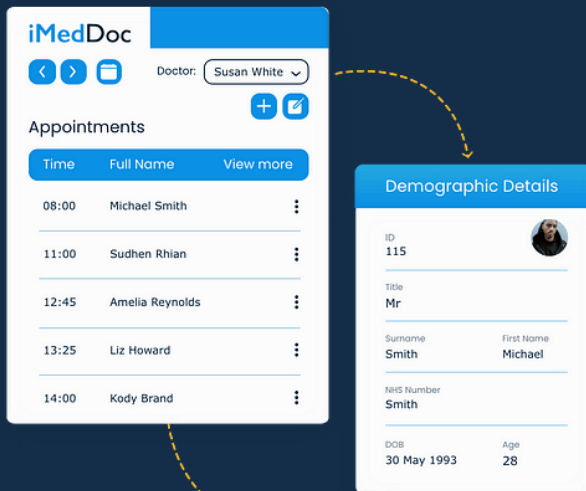 iMedDoc
Doctor: Susan White
Appointments
Time Full Name View more
08:00 Michael Smith
11:00 Sudhen Rhian
12:45 Amelia Reynolds
13:25 Liz Howard
14:00 Kody Brand
Demographic Details
ID
115
Title
Mr
Surname First Name
Smith Michael
NHS Number
Smith
DOB Age
30 May 1993 28